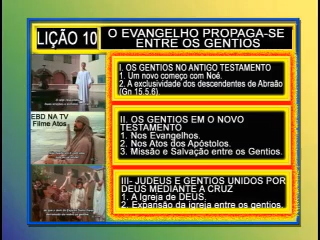 LIÇÃO 10
O EVANGELHO PROPAGA-SE
ENTRE OS GENTIOS
I. OS GENTIOS NO ANTIGO TESTAMENTO
1. Um novo começo com Noé.
2. A exclusividade dos descendentes de Abraão
(Gn 15.5,6).
EBD NA TV
Filme Atos
II. OS GENTIOS EM O NOVO
TESTAMENTO
1. Nos Evangelhos.
2. Nos Atos dos Apóstolos.
3. Missão e Salvação entre os Gentios.
III- JUDEUS E GENTIOS UNIDOS POR
DEUS MEDIANTE A CRUZ
1. A Igreja de DEUS.
2. Expansão da igreja entre os gentios.